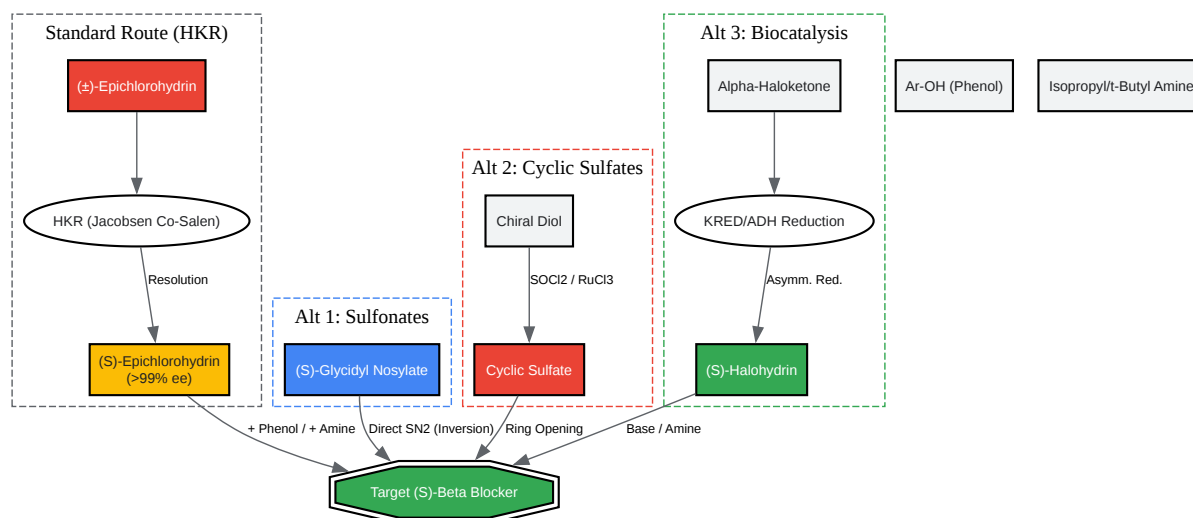 Standard Route (HKR)
(±)-Epichlorohydrin
HKR (Jacobsen Co-Salen)
Resolution
(S)-Epichlorohydrin
(>99% ee)
+ Phenol / + Amine
Alt 1: Sulfonates
(S)-Glycidyl Nosylate
Direct SN2 (Inversion)
Alt 2: Cyclic Sulfates
Chiral Diol
SOCl2 / RuCl3
Cyclic Sulfate
Ring Opening
Alt 3: Biocatalysis
Alpha-Haloketone
KRED/ADH Reduction
Asymm. Red.
(S)-Halohydrin
Base / Amine
Ar-OH (Phenol)
Isopropyl/t-Butyl Amine
Target (S)-Beta Blocker